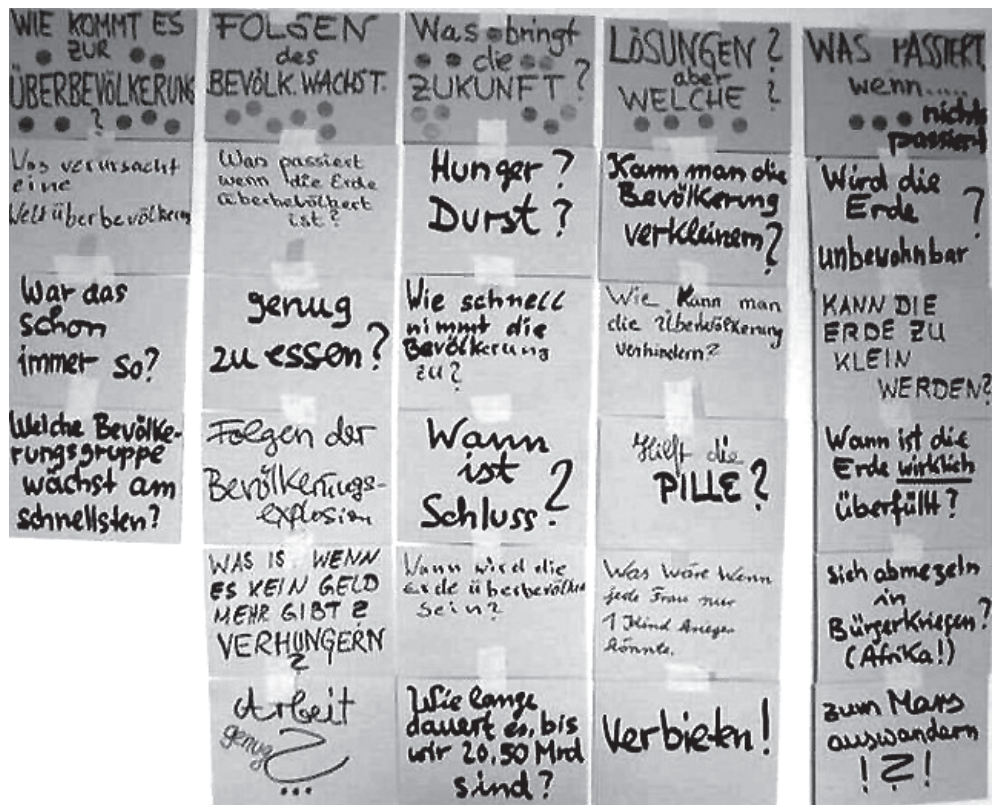 WIE KOMMT ES
ZUR
ÜBERBEVÖLKERUNG
?
Was verursacht
eine
Weltüberbevölkerung
War das
schon
immer so?
Welche Bevölke-
rungsgruppe
wächst am
schnellsten?
FOLGEN
des
BEVÖLK. WACHST.
Was passiert
wenn die Erde
überbevölkert
ist?
genug
zu essen?
Folgen der
Bevölkerungs-
explosion
WAS IS WENN
ES KEIN GELD
MEHR GIBT?
VERHUNGERN
?
Arbeit
genug?
...
Was bringt
die
ZUKUNFT?
Hunger?
Durst?
Wie schnell
nimmt die
Bevölkerung
zu?
Wann
ist
Schluss?
Wann wird die
Erde überbevölkert
sein?
Wie lange
dauert es, bis
wir 20,50 Mrd
sind?
LÖSUNGEN?
aber
WELCHE?
Kann man die
Bevölkerung
verkleinern?
Wie kann man
die Überbevölkerung
verhindern?
Hilft die
PILLE?
Was wäre wenn
jede Frau nur
1 Kind kriegen
könnte.
Verbieten!
WAS PASSIERT,
wenn.....
nichts
passiert
Wird die
Erde ?
unbewohnbar
KANN DIE
ERDE ZU
KLEIN
WERDEN?
Wann ist die
Erde wirklich
überfüllt?
sich abmezeln
in
Bürgerkriegen?
(Afrika!)
zum Mars
auswandern
!?!